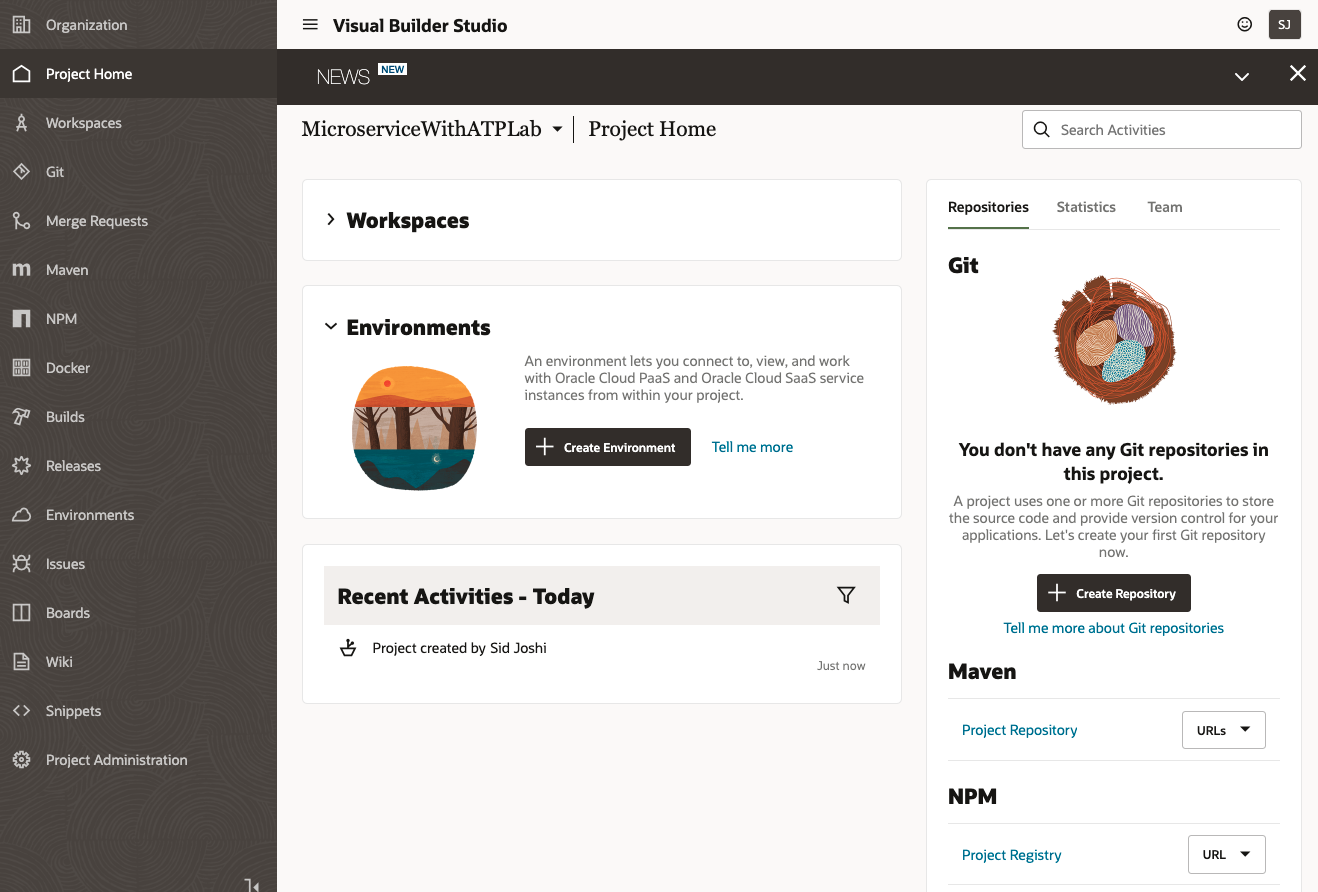 Organization
Project Home
Workspaces
Git
Merge Requests
Maven
NPM
Docker
Builds
Releases
Environments
Issues
Boards
Wiki
Snippets
Project Administration
Visual Builder Studio
SJ
NEWS NEW
MicroserviceWithATPLab
Project Home
Search Activities
Workspaces
Environments
An environment lets you connect to, view, and work
with Oracle Cloud PaaS and Oracle Cloud SaaS service
instances from within your project.
Create Environment
Tell me more
Recent Activities - Today
Project created by Sid Joshi
Just now
Repositories
Statistics
Team
Git
You don't have any Git repositories in
this project.
A project uses one or more Git repositories to store
the source code and provide version control for your
applications. Let's create your first Git repository
now.
Create Repository
Tell me more about Git repositories
Maven
Project Repository
URLs
NPM
Project Registry
URL